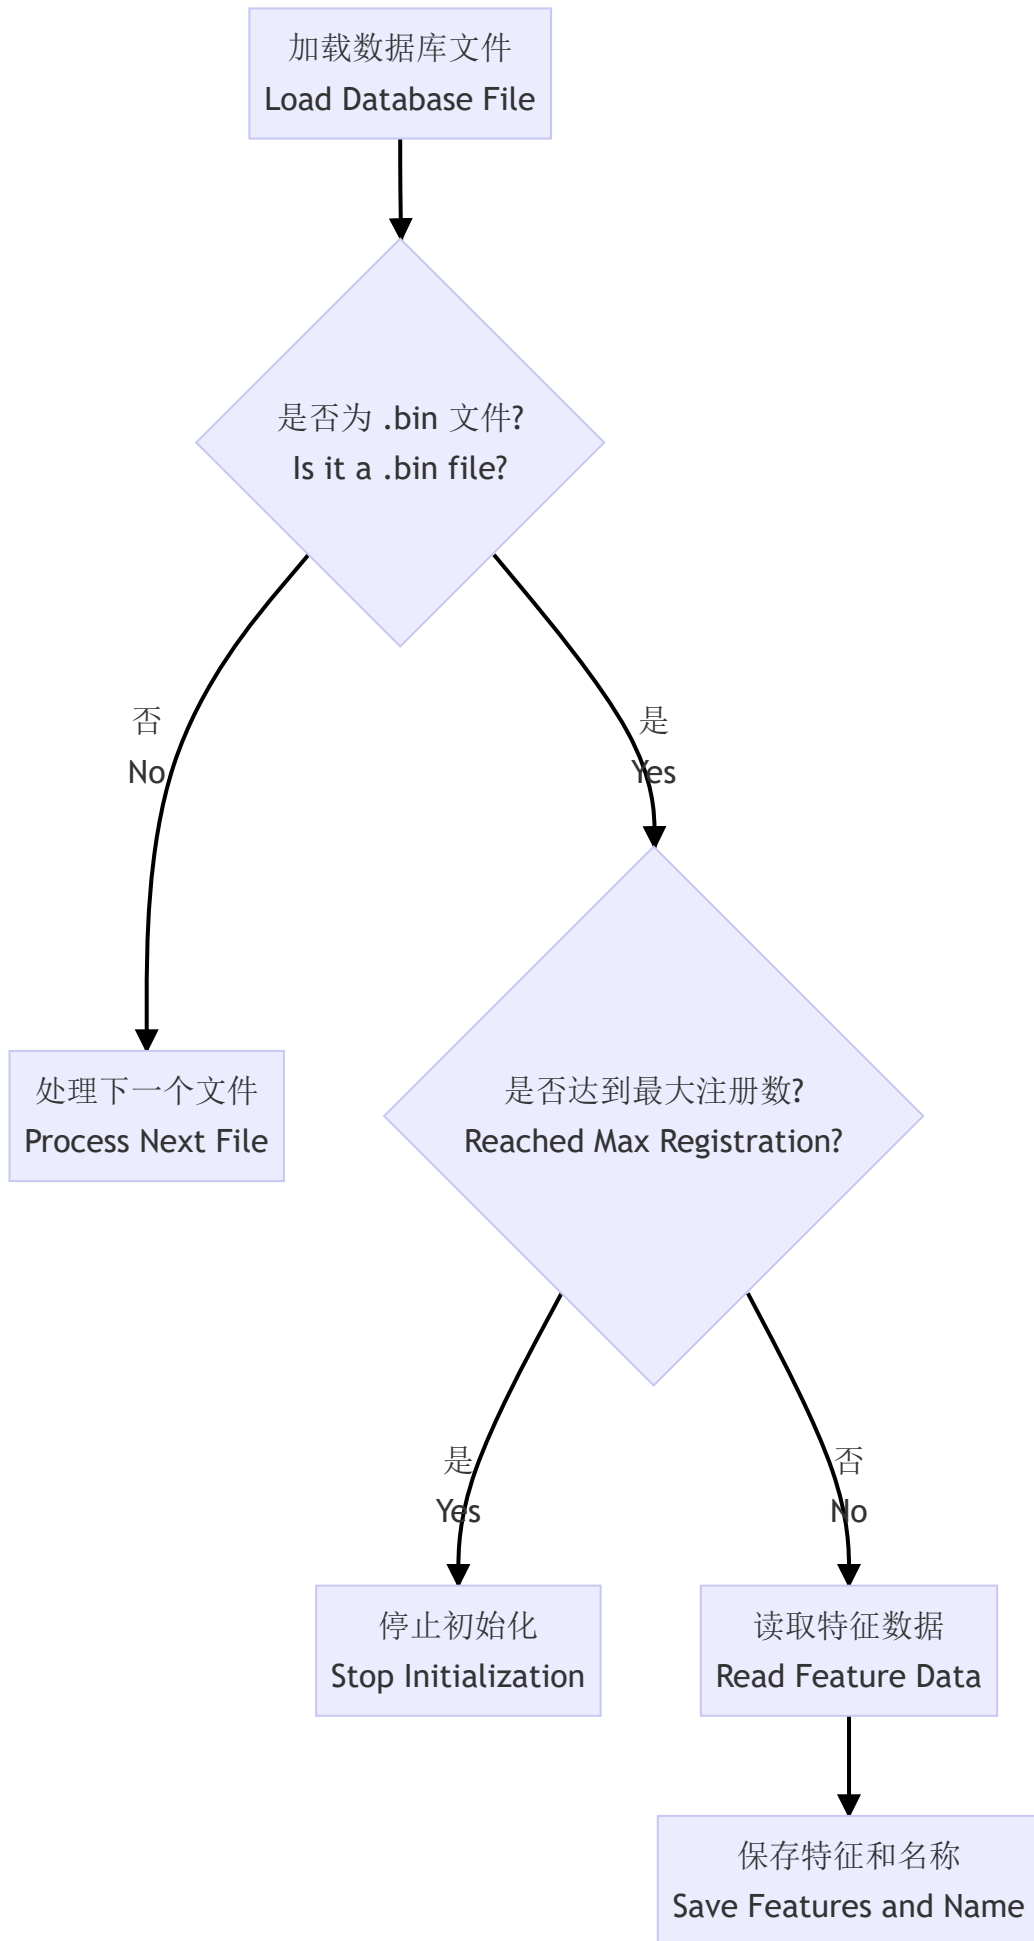 加载数据库文件
Load Database File
是否为 .bin 文件?
Is it a .bin file?
否
No
是
Yes
处理下一个文件
Process Next File
是否达到最大注册数?
Reached Max Registration?
是
Yes
否
No
停止初始化
Stop Initialization
读取特征数据
Read Feature Data
保存特征和名称
Save Features and Name